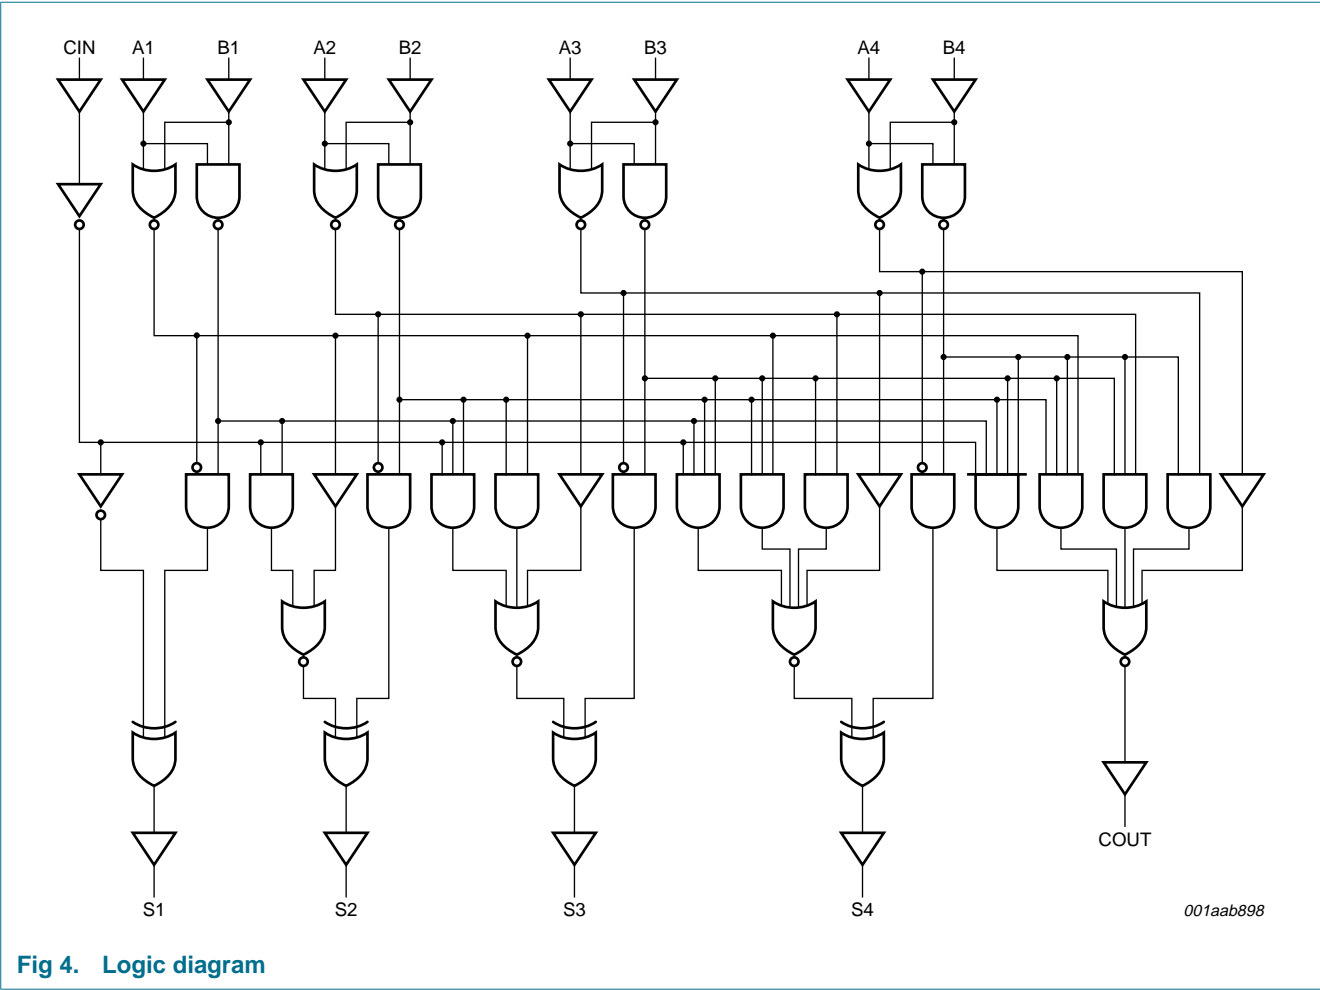 CIN A1 B1 A2 B2 A3 B3 A4 B4
COUT
S1 S2 S3 S4 001aab898
Fig 4. Logic diagram